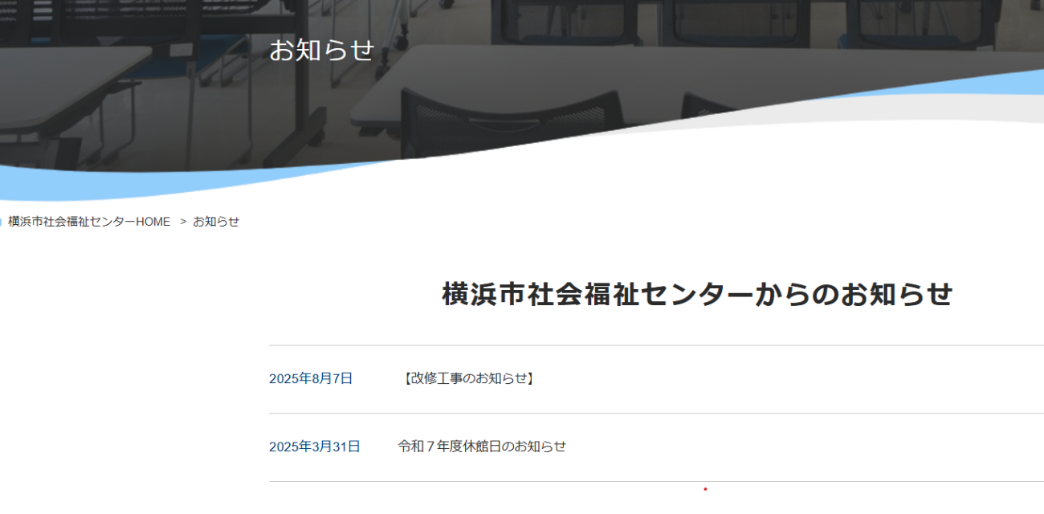 お知らせ
横浜市社会福祉センターHOME > お知らせ
横浜市社会福祉センターからのお知らせ
2025年8月7日 【改修工事のお知らせ】
2025年3月31日 令和７年度休館日のお知らせ